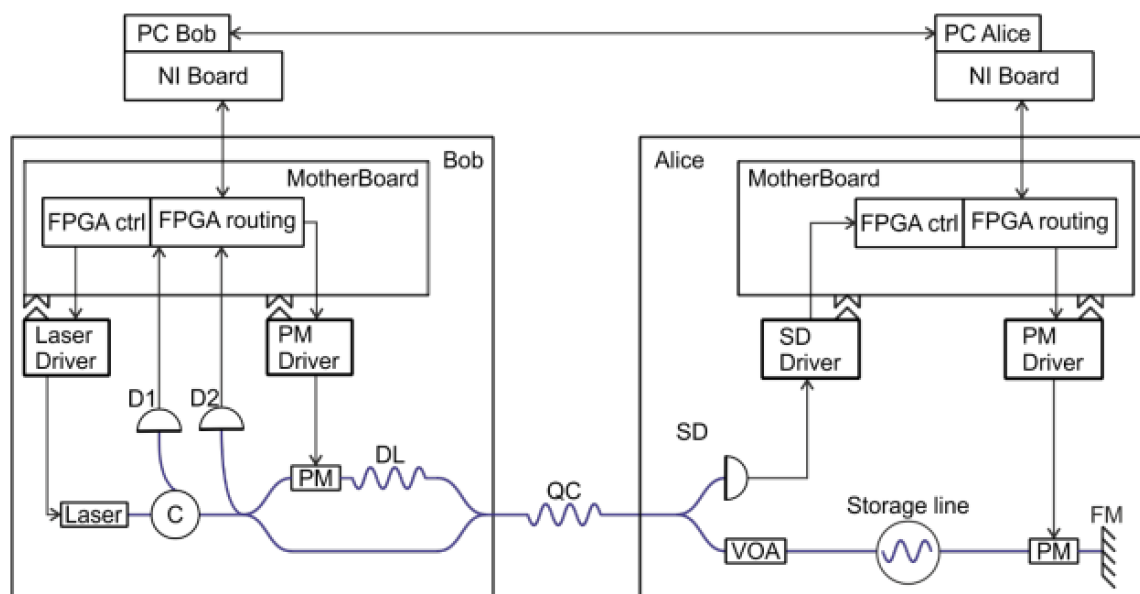 PC Bob
PC Alice
NI Board
NI Board
Bob
Alice
MotherBoard
MotherBoard
FPGA ctrl
FPGA routing
FPGA ctrl
FPGA routing
Laser
Driver
PM
Driver
SD
Driver
PM
Driver
D1
D2
SD
DL
PM
QC
Storage line
FM
Laser
C
VOA
PM